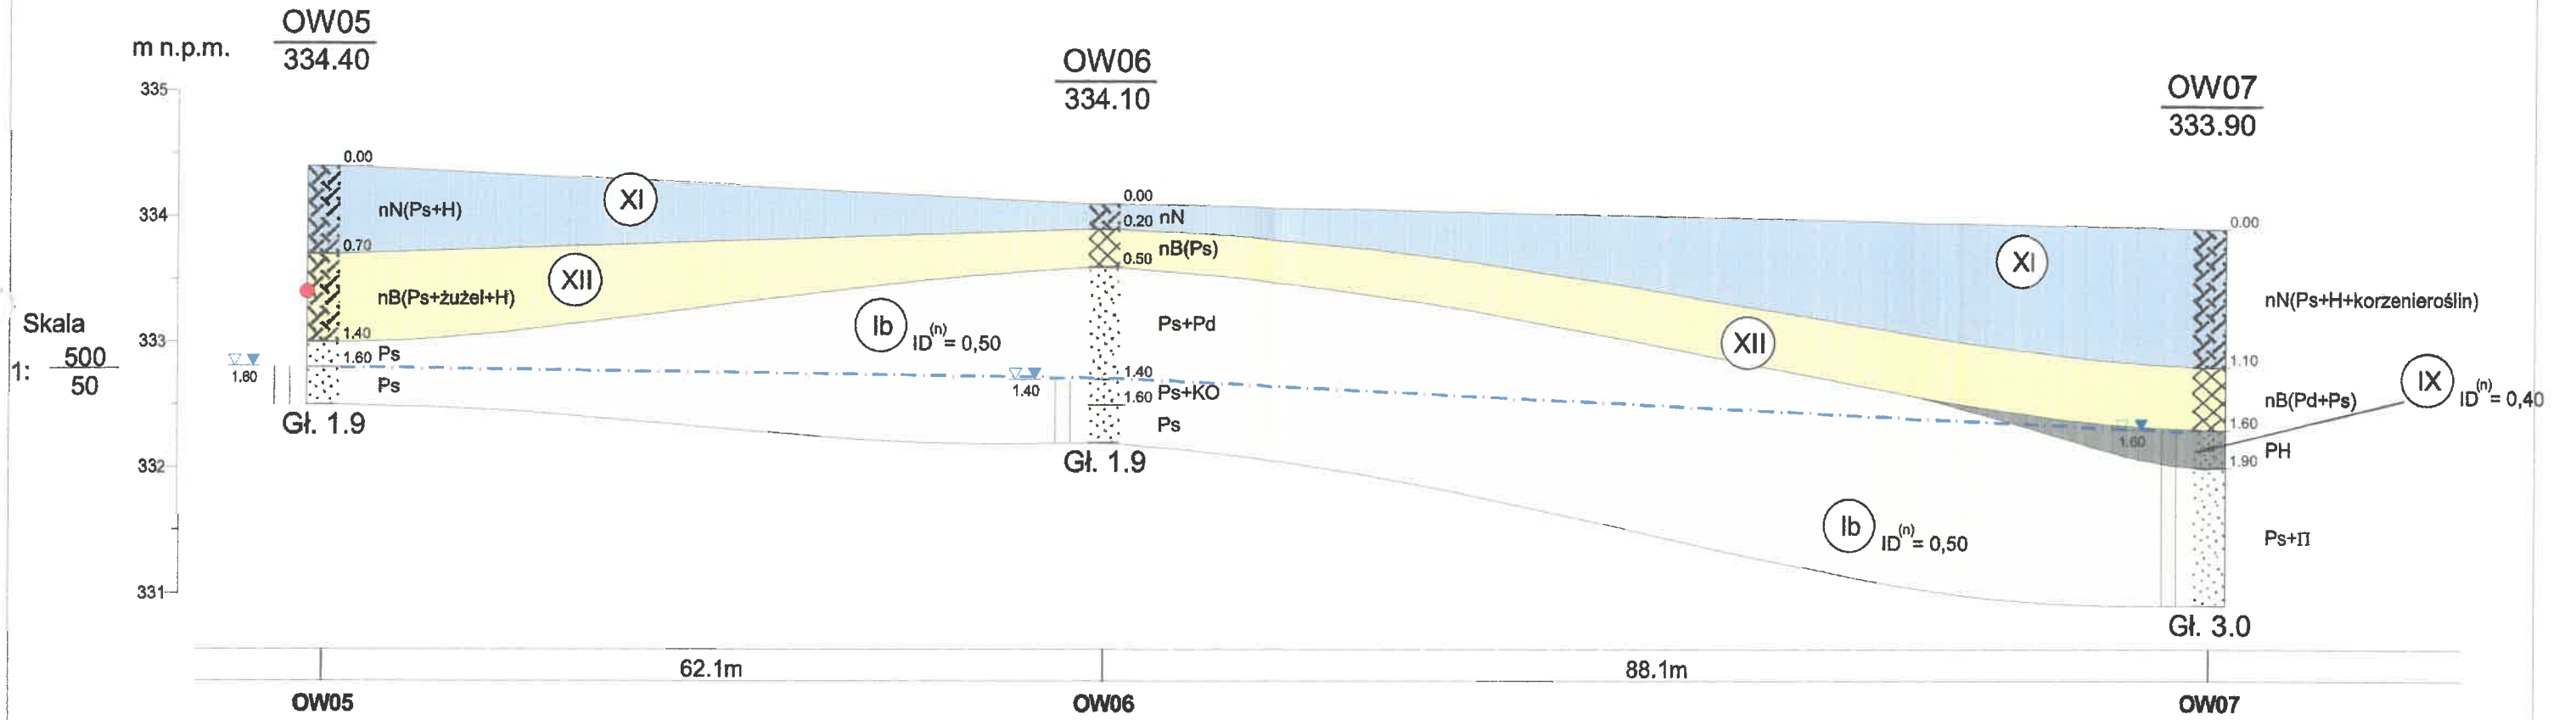 OW05
334.40
m n.p.m.
OW06
334.10
OW07
333.90
335
334
333
332
331
Skala
1: 500
50
0.00
nN(Ps+H)
XI
0.70
XII
nB(Ps+żużel+H)
1.40
1.60 Ps
Ps
1.60
Gł. 1.9
Ib
ID(n)= 0,50
0.00
0.20 nN
nB(Ps)
0.50
Ps+Pd
1.40
1.40
1.60 Ps+KO
Ps
Gł. 1.9
XI
XII
0.00
nN(Ps+H+korzenieroślin)
1.10
nB(Pd+Ps)
IX
ID(n)= 0,40
1.60
1.60
PH
1.90
Ib
ID(n)= 0,50
Ps+Π
Gł. 3.0
62.1m
88.1m
OW05
OW06
OW07